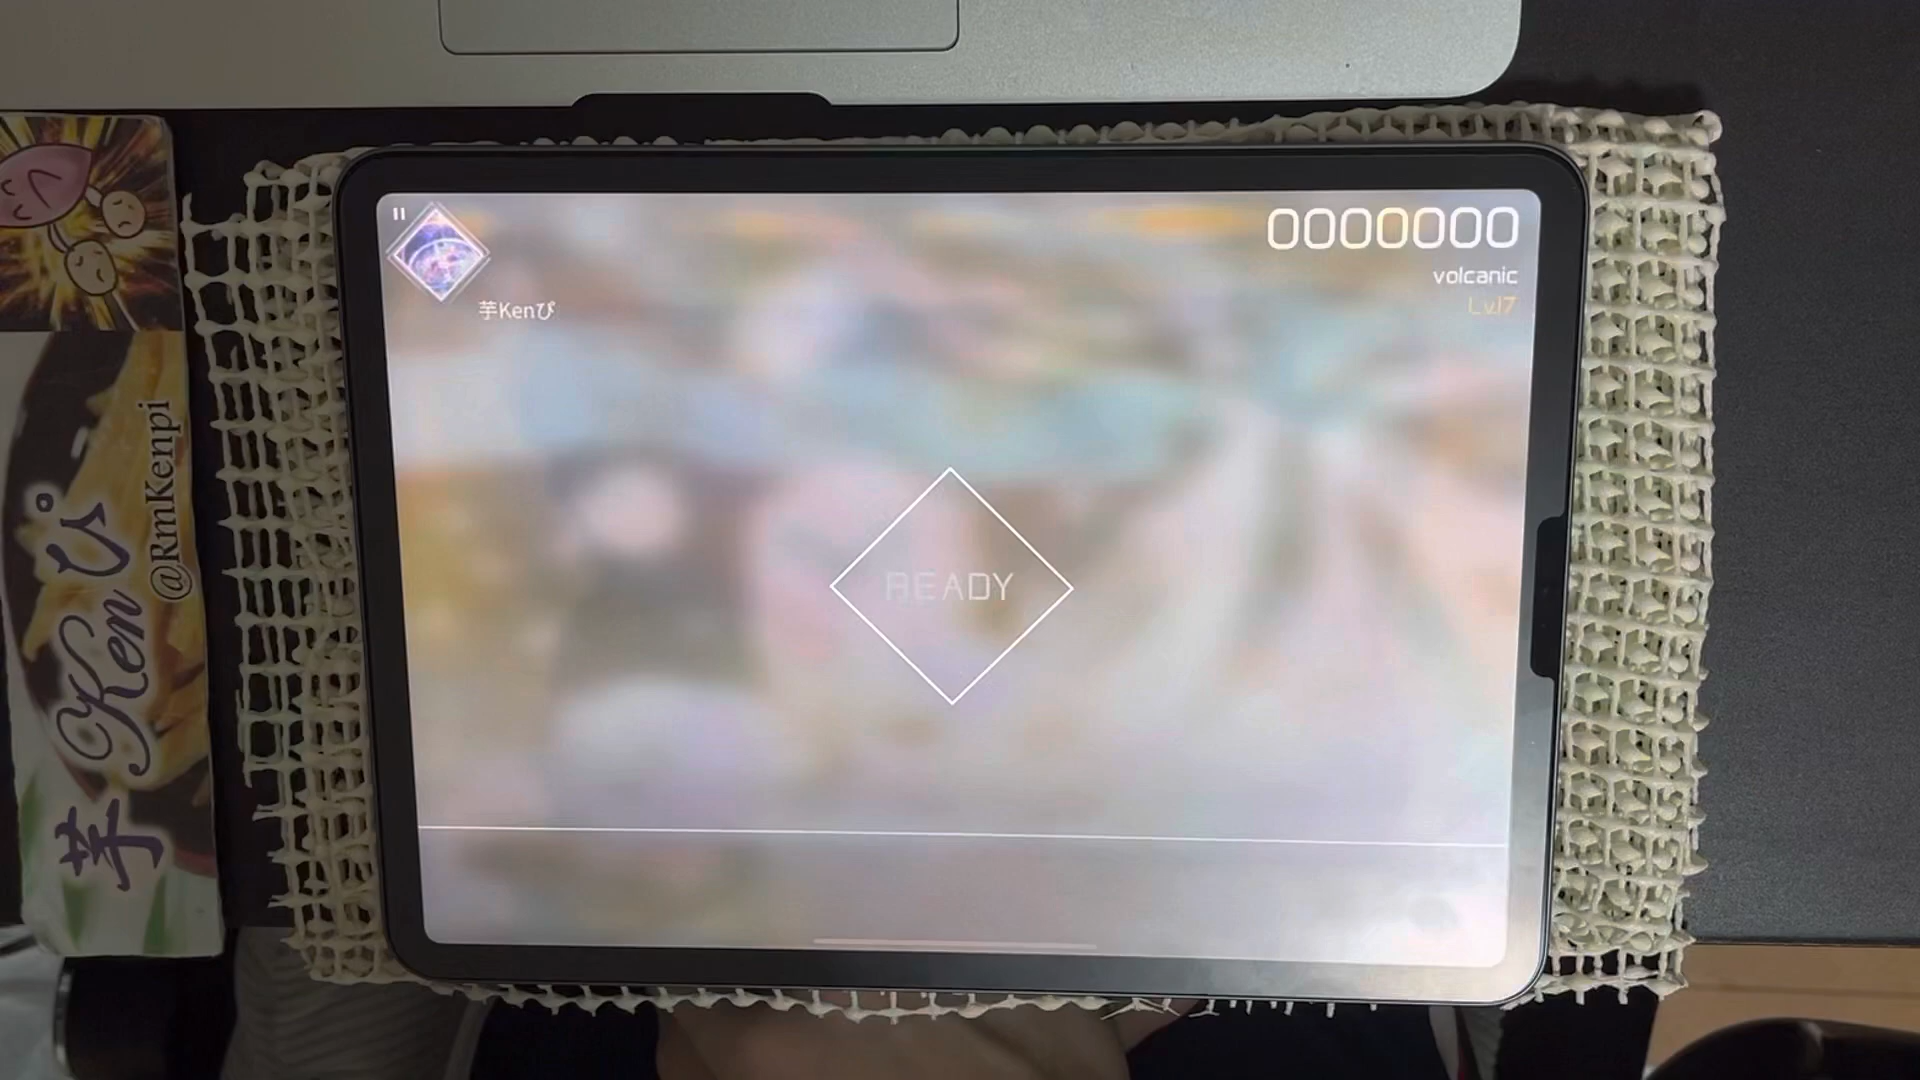 0000000
volcanic
Lv.17
芋Kenぴ
READY
芋Kenぴ
@RmKenpi